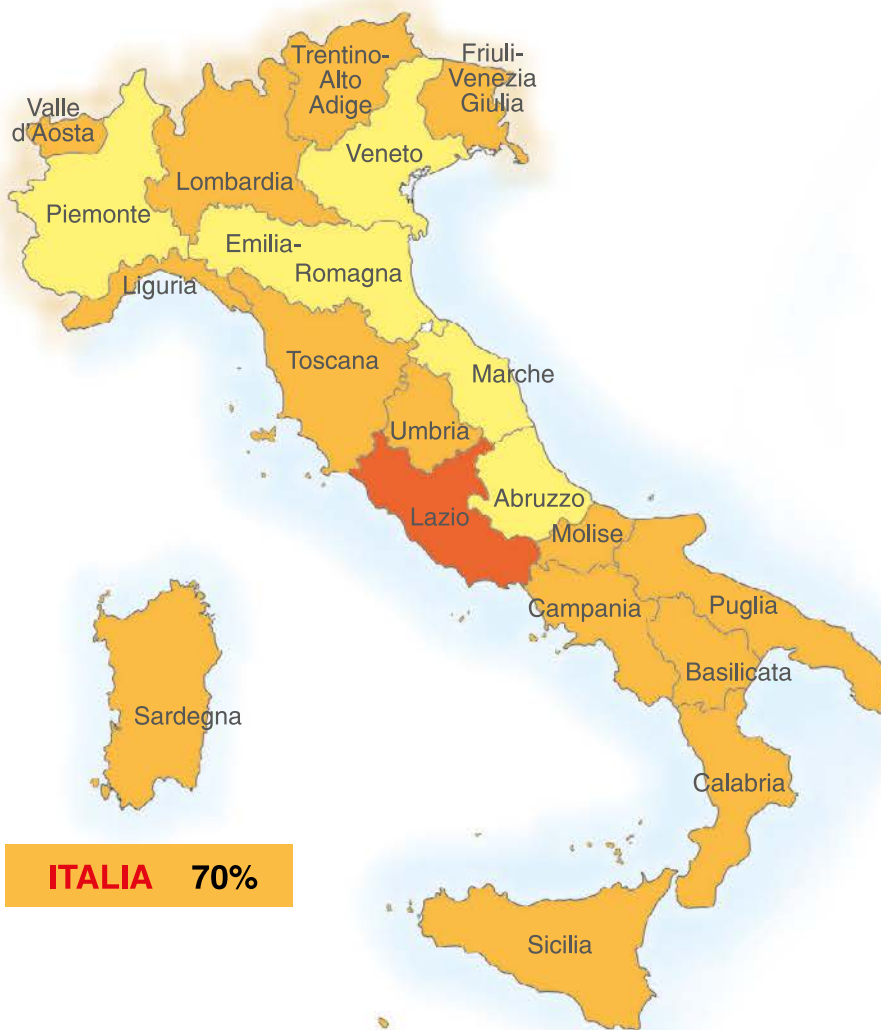 Trentino-
Alto
Adige
Friuli-
Venezia
Giulia
Valle
d'Aosta
Veneto
Lombardia
Piemonte
Emilia-
Romagna
Liguria
Toscana
Marche
Umbria
Abruzzo
Lazio
Molise
Campania
Puglia
Basilicata
Sardegna
Calabria
ITALIA 70%
Sicilia